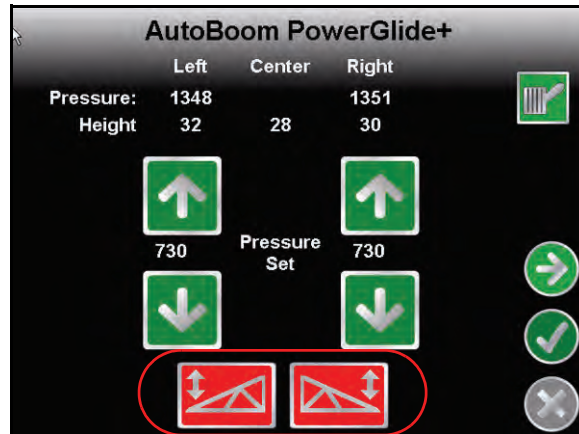 AutoBoom PowerGlide+
Left Center Right
Pressure: 1348 1351
Height 32 28 30
730 Pressure Set 730